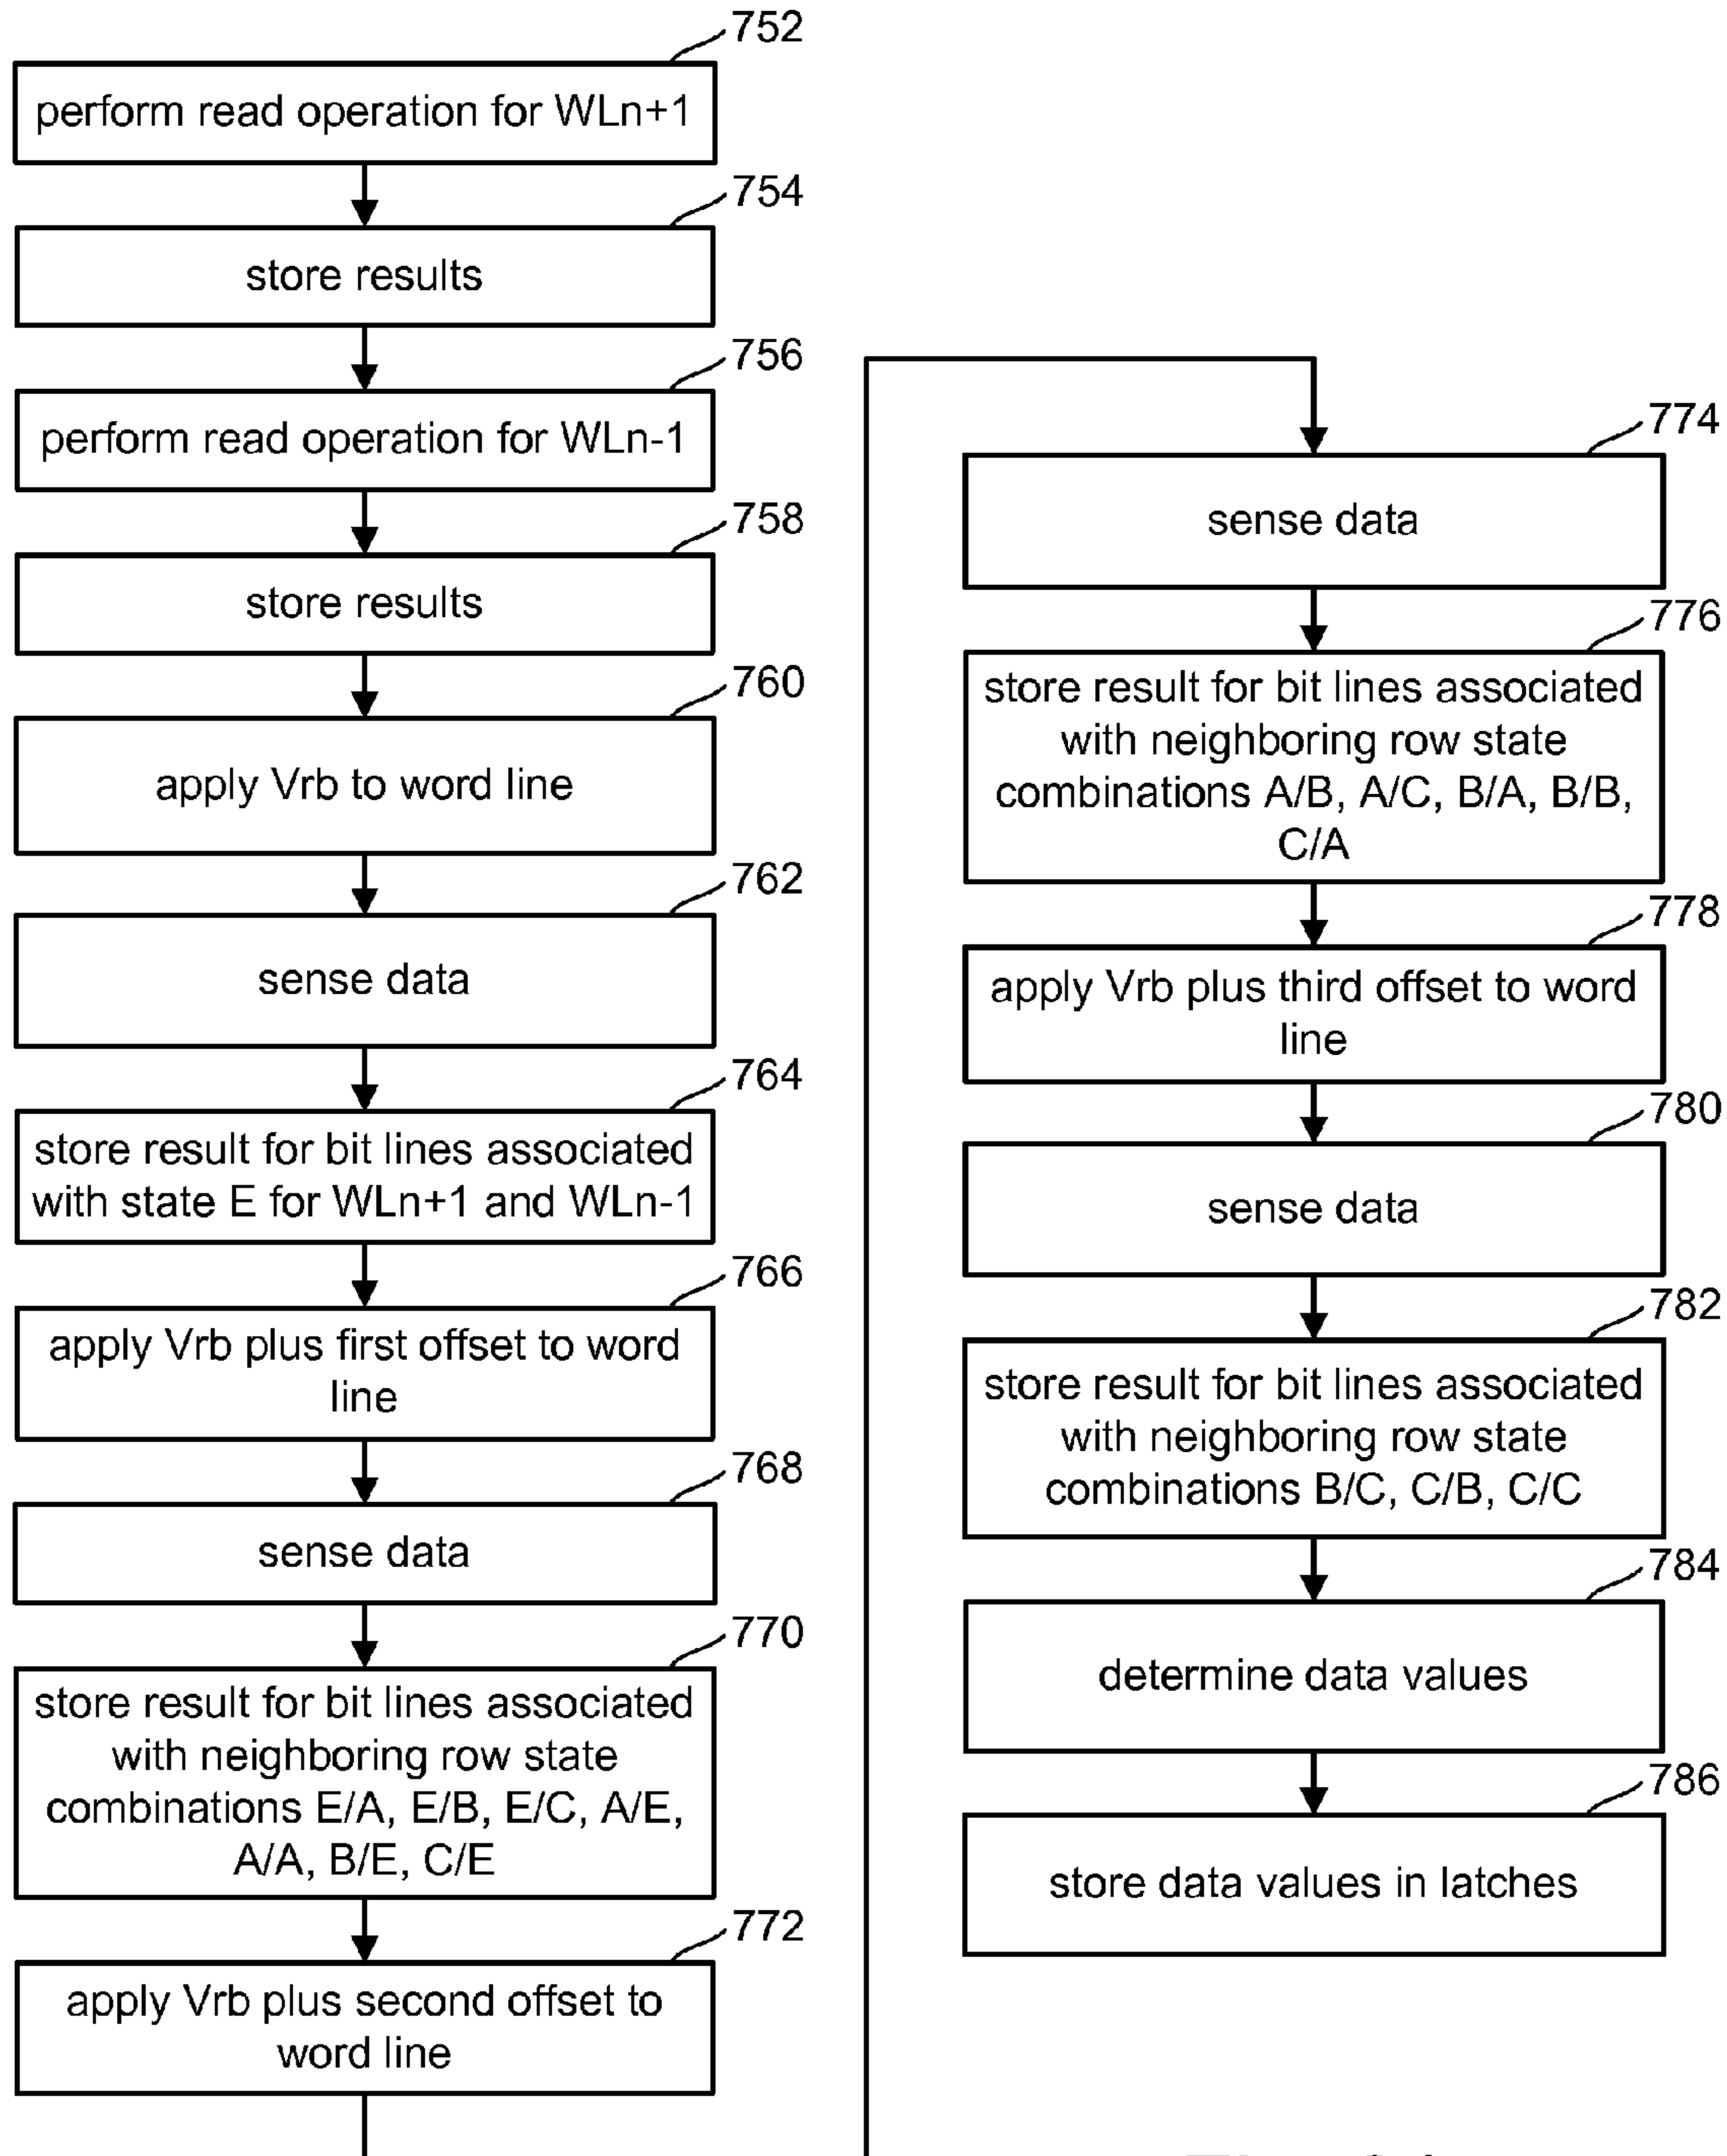 752
perform read operation for WLn+1
754
store results
756
perform read operation for WLn-1
758
store results
760
apply Vrb to word line
762
sense data
764
store result for bit lines associated
with state E for WLn+1 and WLn-1
766
apply Vrb plus first offset to word
line
768
sense data
770
store result for bit lines associated
with neighboring row state
combinations E/A, E/B, E/C, A/E,
A/A, B/E, C/E
772
apply Vrb plus second offset to
word line
774
sense data
776
store result for bit lines associated
with neighboring row state
combinations A/B, A/C, B/A, B/B,
C/A
778
apply Vrb plus third offset to word
line
780
sense data
782
store result for bit lines associated
with neighboring row state
combinations B/C, C/B, C/C
784
determine data values
786
store data values in latches